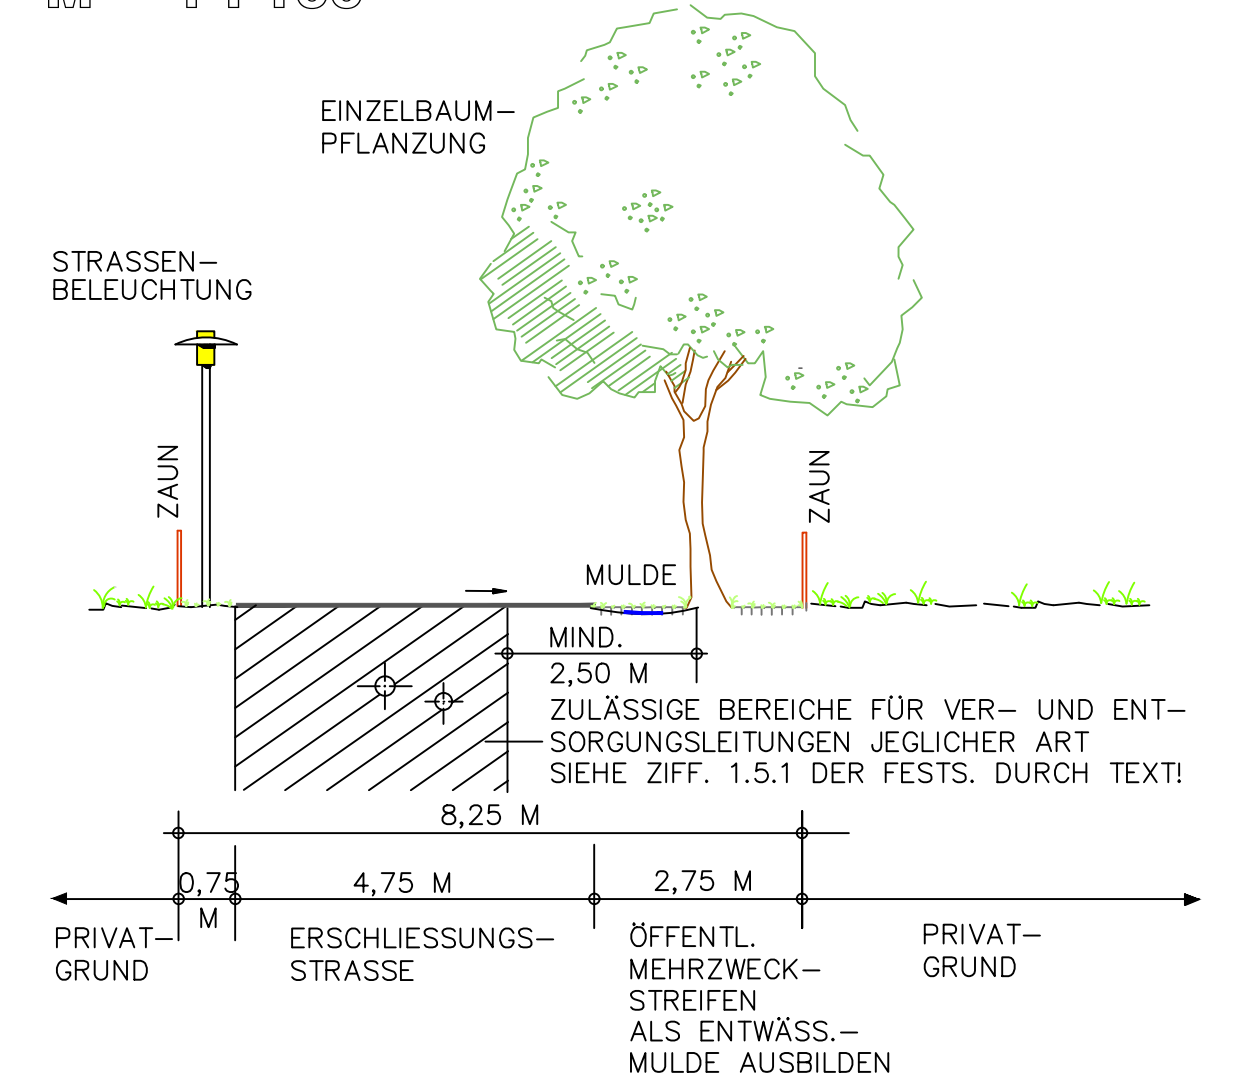 EINZELBAUM–
PFLANZUNG
STRASSEN–
BELEUCHTUNG
ZAUN
ZAUN
MULDE
MIND.
2,50 M
ZULÄSSIGE BEREICHE FÜR VER– UND ENT–
SORGUNGSLEITUNGEN JEGLICHER ART
SIEHE ZIFF. 1.5.1 DER FESTS. DURCH TEXT!
8,25 M
0,75
M
4,75 M
2,75 M
PRIVAT–
GRUND
ERSCHLIESSUNGS–
STRASSE
ÖFFENTL.
MEHRZWECK–
STREIFEN
ALS ENTWÄSS.–
MULDE AUSBILDEN
PRIVAT–
GRUND